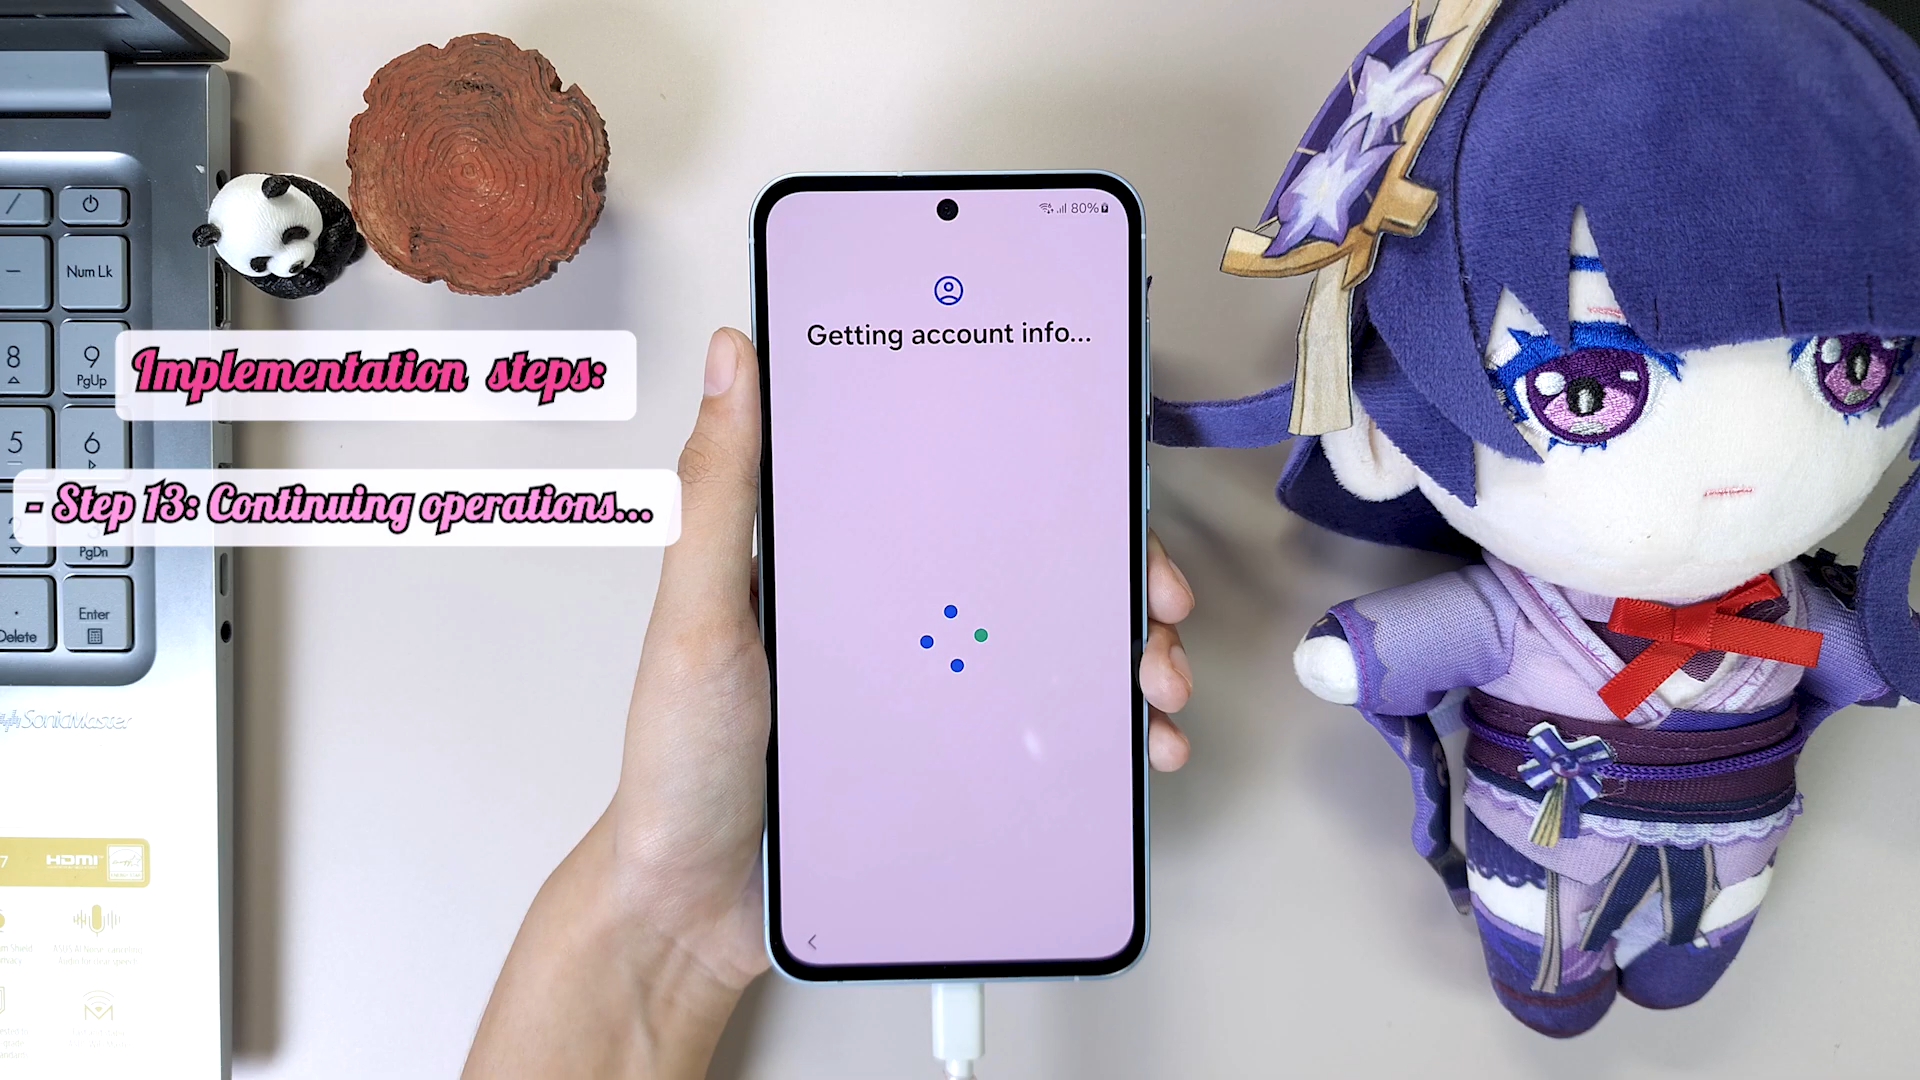 Num Lk
8
9
PgUp
5
6
PgDn
Enter
Delete
SonicMaster
7
HDMI
Implementation steps:
- Step 13: Continuing operations...
80%
Getting account info...